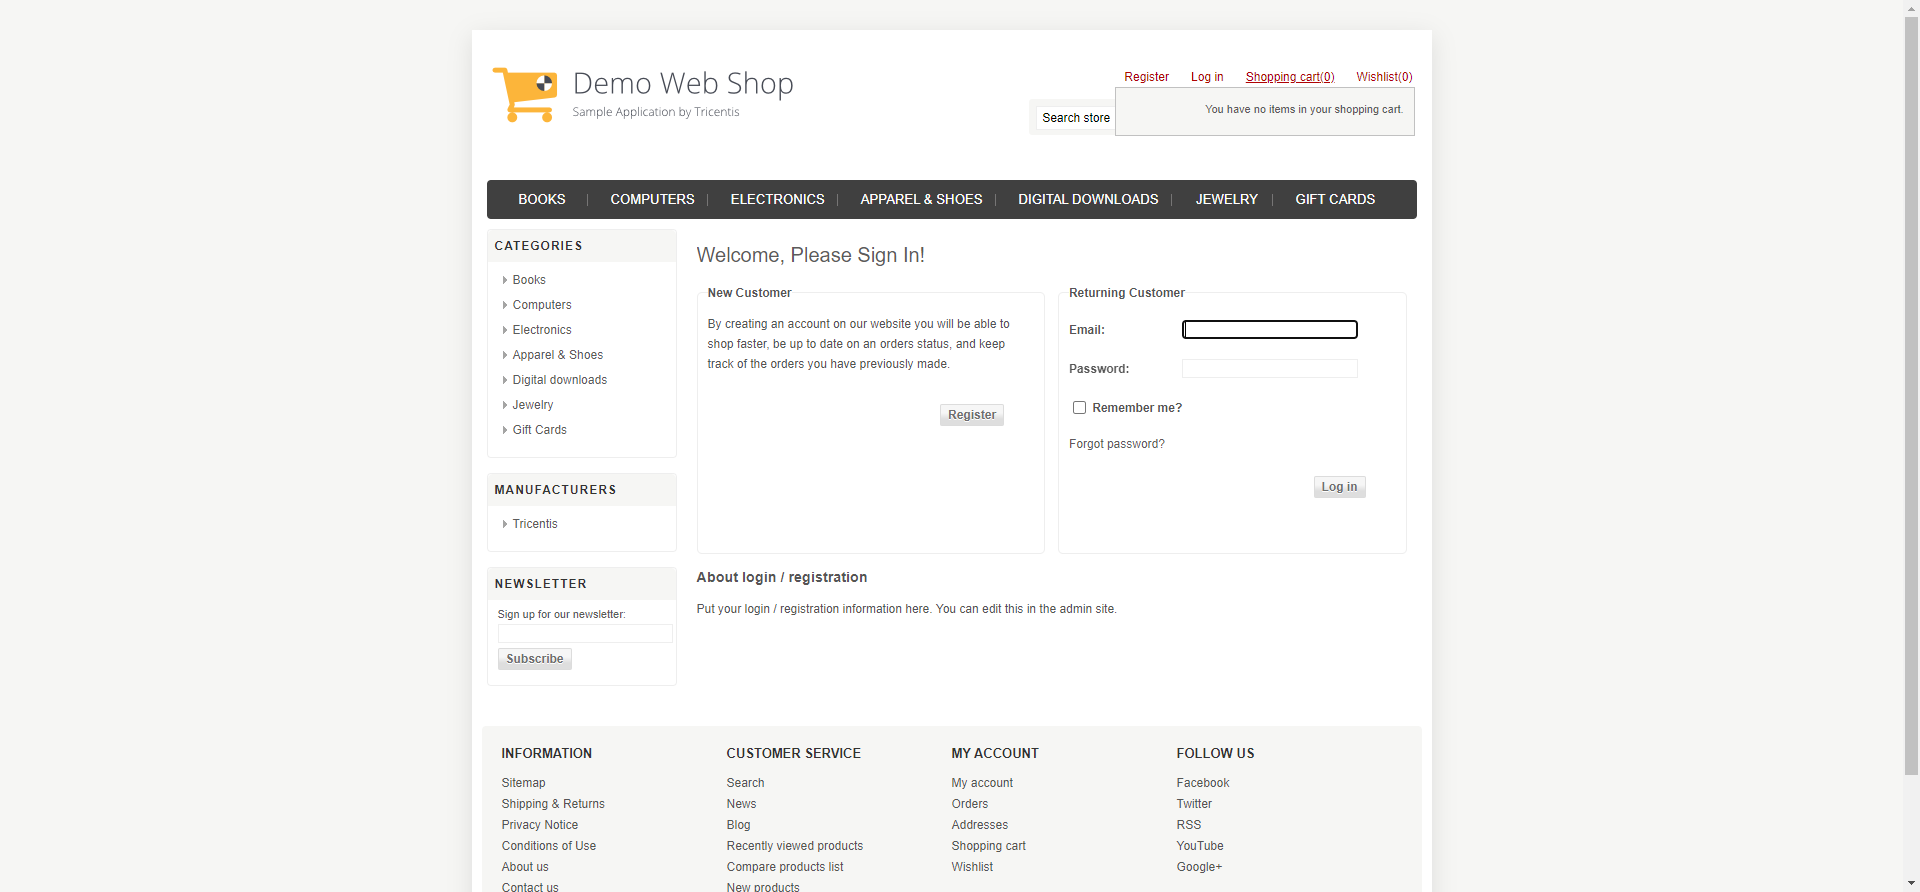 Demo Web Shop
Sample Application by Tricentis
Register Log in Shopping cart(0) Wishlist(0)
You have no items in your shopping cart.
Search store
BOOKS COMPUTERS ELECTRONICS APPAREL & SHOES DIGITAL DOWNLOADS JEWELRY GIFT CARDS
CATEGORIES
Books
Computers
Electronics
Apparel & Shoes
Digital downloads
Jewelry
Gift Cards
MANUFACTURERS
Tricentis
NEWSLETTER
Sign up for our newsletter:
Subscribe
Welcome, Please Sign In!
New Customer
By creating an account on our website you will be able to
shop faster, be up to date on an orders status, and keep
track of the orders you have previously made.
Register
Returning Customer
Email:
Password:
Remember me?
Forgot password?
Log in
About login / registration
Put your login / registration information here. You can edit this in the admin site.
INFORMATION
Sitemap
Shipping & Returns
Privacy Notice
Conditions of Use
About us
Contact us
CUSTOMER SERVICE
Search
News
Blog
Recently viewed products
Compare products list
New products
MY ACCOUNT
My account
Orders
Addresses
Shopping cart
Wishlist
FOLLOW US
Facebook
Twitter
RSS
YouTube
Google+